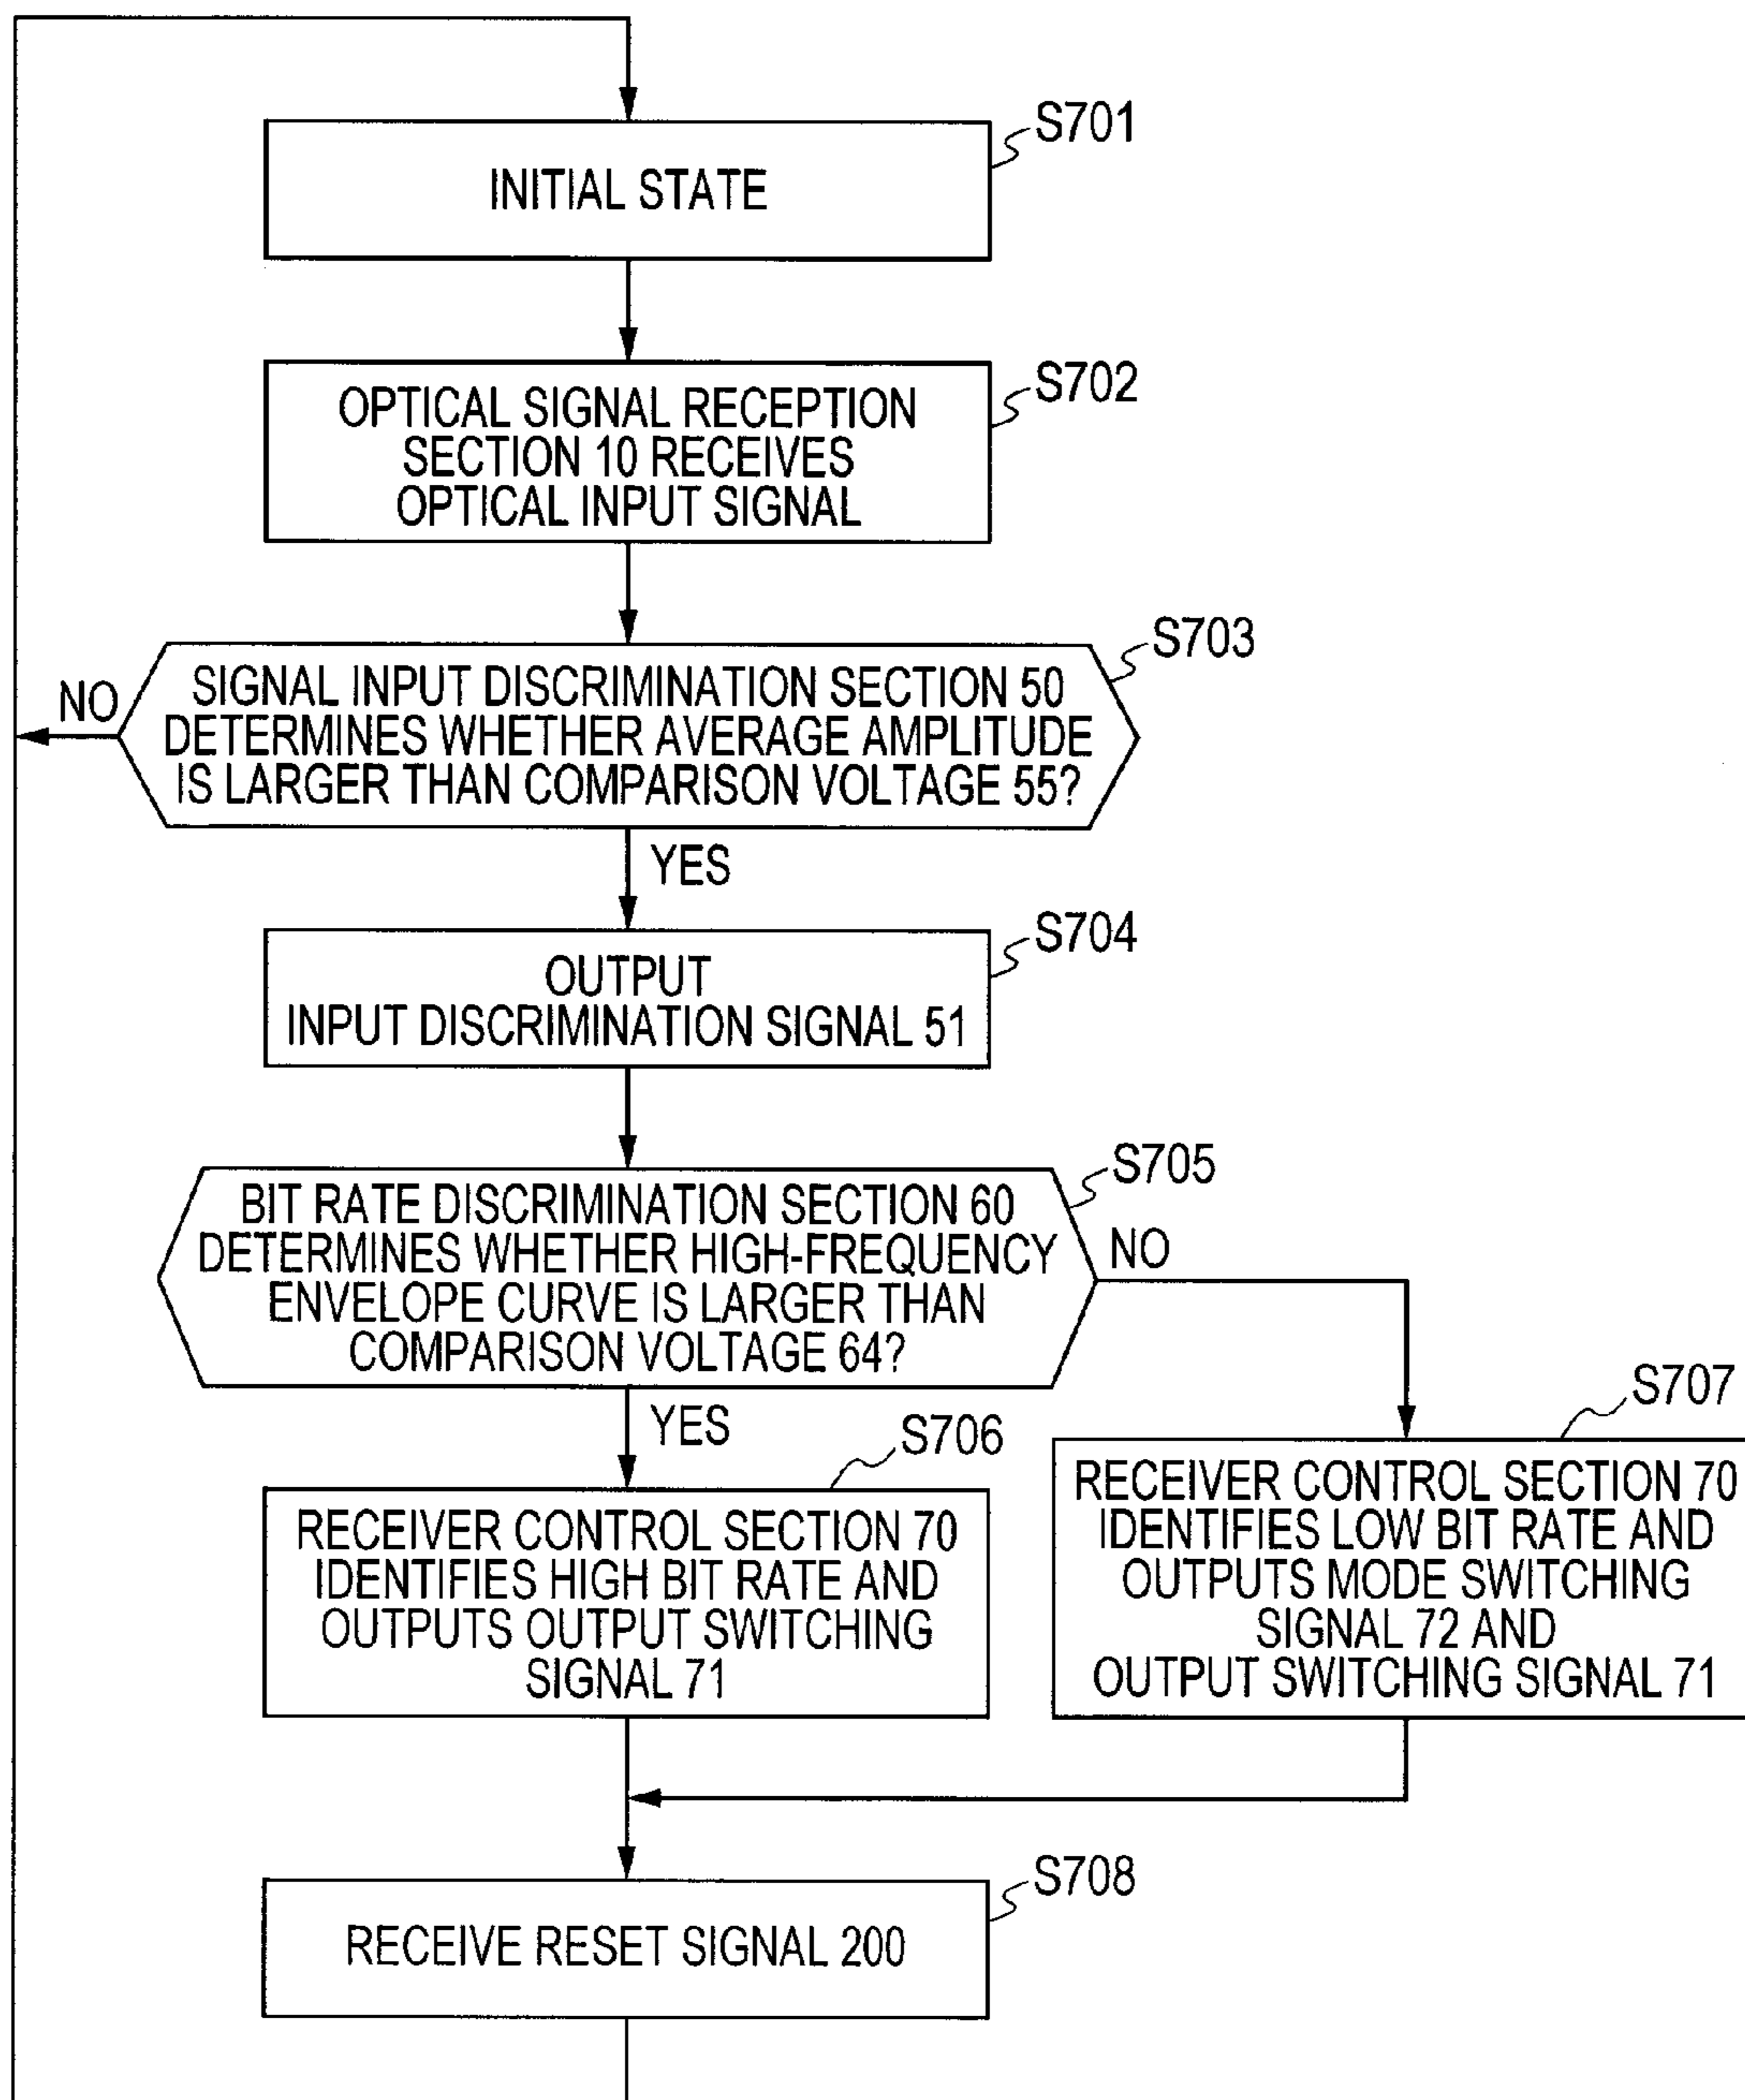 S701
INITIAL STATE
S702
OPTICAL SIGNAL RECEPTION
SECTION 10 RECEIVES
OPTICAL INPUT SIGNAL
S703
NO
SIGNAL INPUT DISCRIMINATION SECTION 50
DETERMINES WHETHER AVERAGE AMPLITUDE
IS LARGER THAN COMPARISON VOLTAGE 55?
YES
S704
OUTPUT
INPUT DISCRIMINATION SIGNAL 51
S705
BIT RATE DISCRIMINATION SECTION 60
DETERMINES WHETHER HIGH-FREQUENCY
ENVELOPE CURVE IS LARGER THAN
COMPARISON VOLTAGE 64?
NO
YES
S706
RECEIVER CONTROL SECTION 70
IDENTIFIES HIGH BIT RATE AND
OUTPUTS OUTPUT SWITCHING
SIGNAL 71
S707
RECEIVER CONTROL SECTION 70
IDENTIFIES LOW BIT RATE AND
OUTPUTS MODE SWITCHING
SIGNAL 72 AND
OUTPUT SWITCHING SIGNAL 71
S708
RECEIVE RESET SIGNAL 200